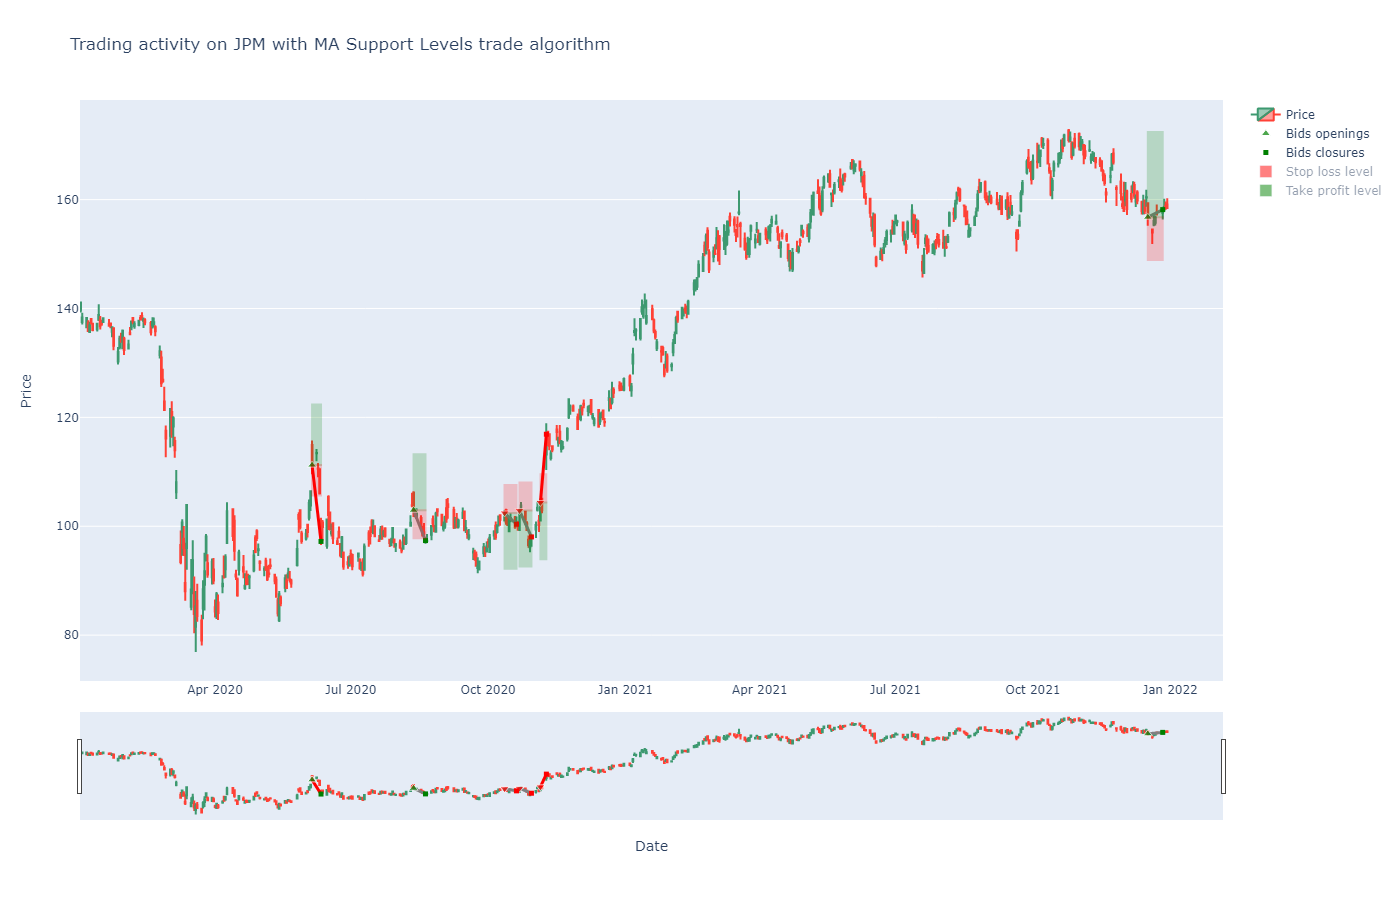 Trading activity on JPM with MA Support Levels trade algorithm
Price
Bids openings
Bids closures
Stop loss level
Take profit level
160
140
120
100
80
Price
Apr 2020
Jul 2020
Oct 2020
Jan 2021
Apr 2021
Jul 2021
Oct 2021
Jan 2022
Date